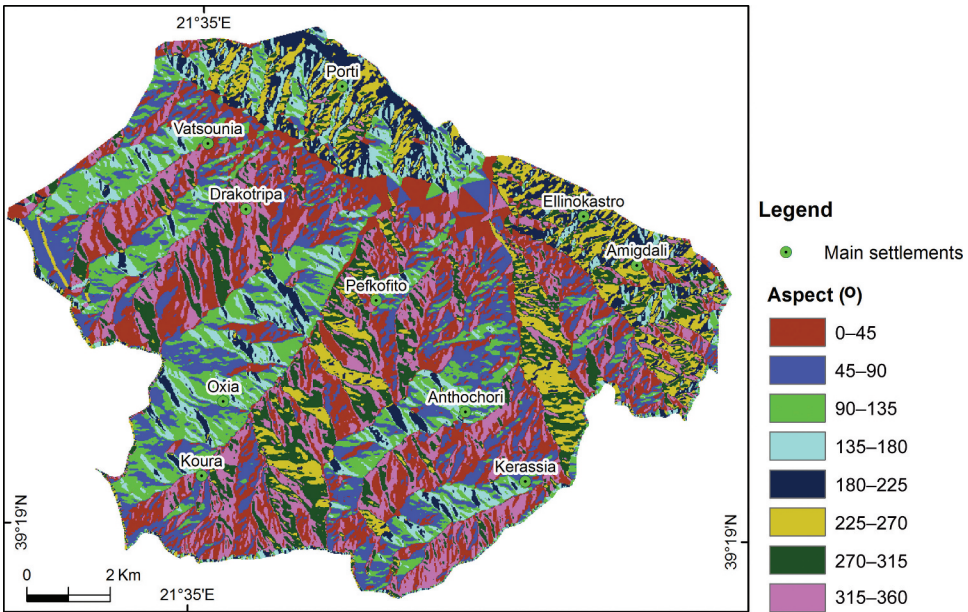 21°35'E
Porti
Vatsounia
Drakotripa
Ellinokastro
Amigdali
Pefkofito
Oxia
Anthochori
Koura
Kerassia
39°19'N
39°19'N
0 2 Km
21°35'E
Legend
Main settlements
Aspect (º)
0–45
45–90
90–135
135–180
180–225
225–270
270–315
315–360